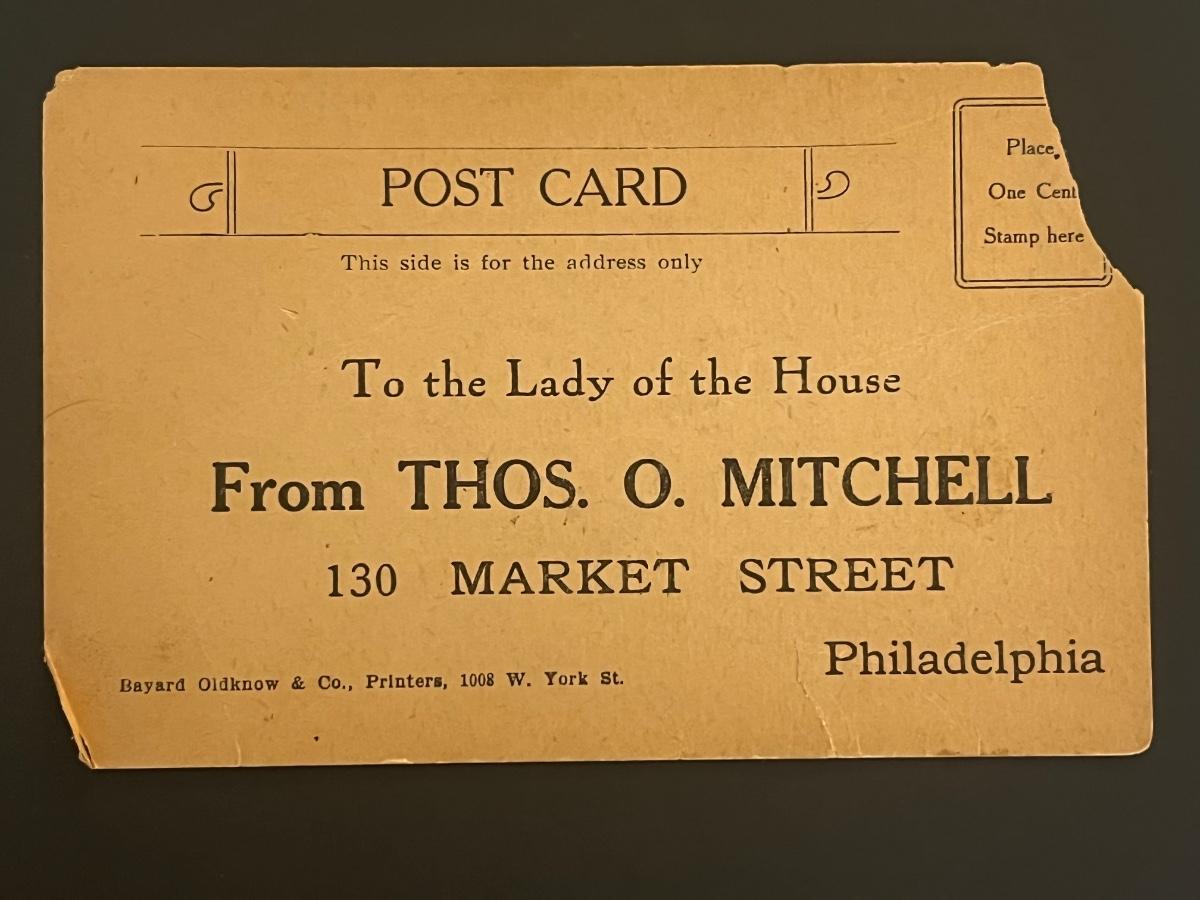 POST CARD
This side is for the address only
Place
One Cent
Stamp here
To the Lady of the House
From THOS. O. MITCHELL
130 MARKET STREET
Philadelphia
Bayard Oldknow & Co., Printers, 1008 W. York St.